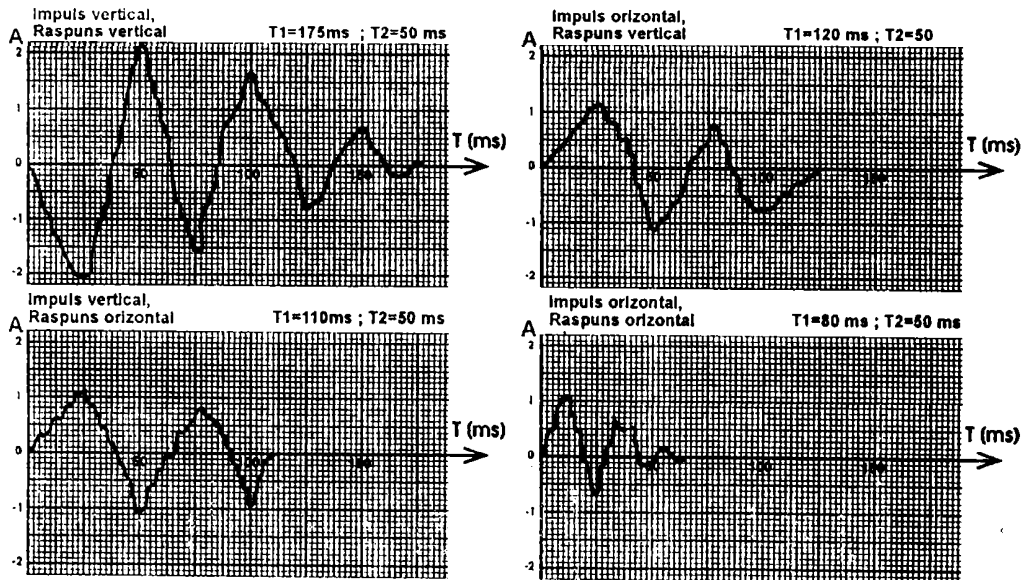 Impuls vertical,
Raspuns vertical T1=175ms ; T2=50 ms
A
2
1
0
-1
-2
50 100
T (ms)
Impuls orizontal,
Raspuns vertical T1=120 ms ; T2=50
A
2
1
0
-1
-2
100
T (ms)
Impuls vertical,
Raspuns orizontal T1=110ms ; T2=50 ms
A
2
1
0
-1
-2
T (ms)
Impuls orizontal,
Raspuns orizontal T1=80 ms ; T2=50 ms
A
2
1
0
-1
-2
100
T (ms)